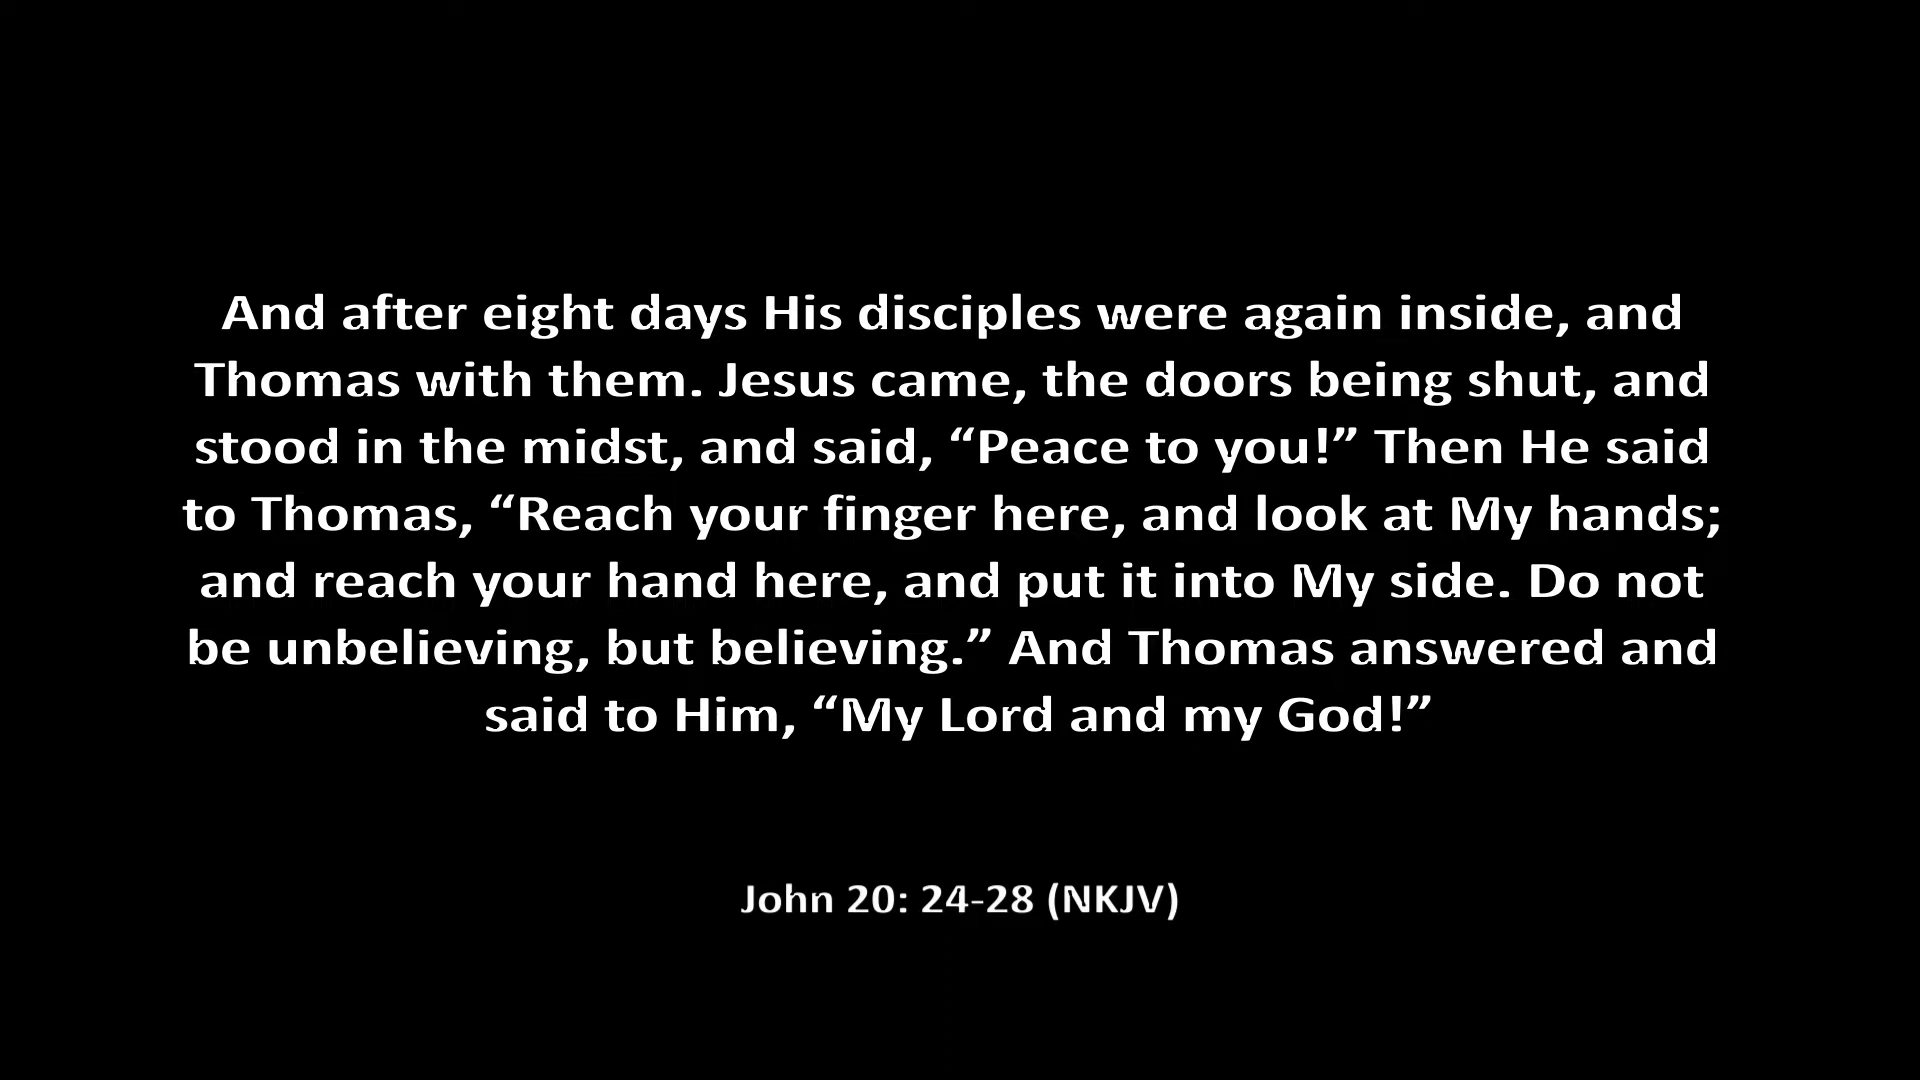 And after eight days His disciples were again inside, and
Thomas with them. Jesus came, the doors being shut, and
stood in the midst, and said, “Peace to you!” Then He said
to Thomas, “Reach your finger here, and look at My hands;
and reach your hand here, and put it into My side. Do not
be unbelieving, but believing.” And Thomas answered and
said to Him, “My Lord and my God!”
John 20: 24-28 (NKJV)